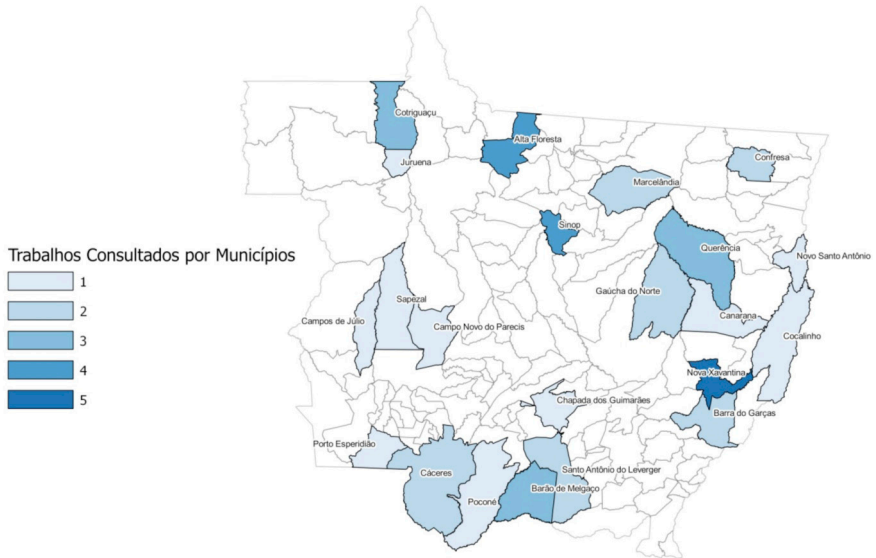 Cotriguaçu
Alta Floresta
Juruena
Confresa
Marcelândia
Sinop
Querência
Trabalhos Consultados por Municípios
Novo Santo Antônio
1
Gaúcha do Norte
Sapezal
2
Canarana
Campos de Júlio
Campo Novo do Parecis
Cocalinho
3
4
Nova Xavantina
5
Chapada dos Guimarães
Barra do Garças
Porto Esperidião
Cáceres
Santo Antônio do Leverger
Barão de Melgaço
Poconé